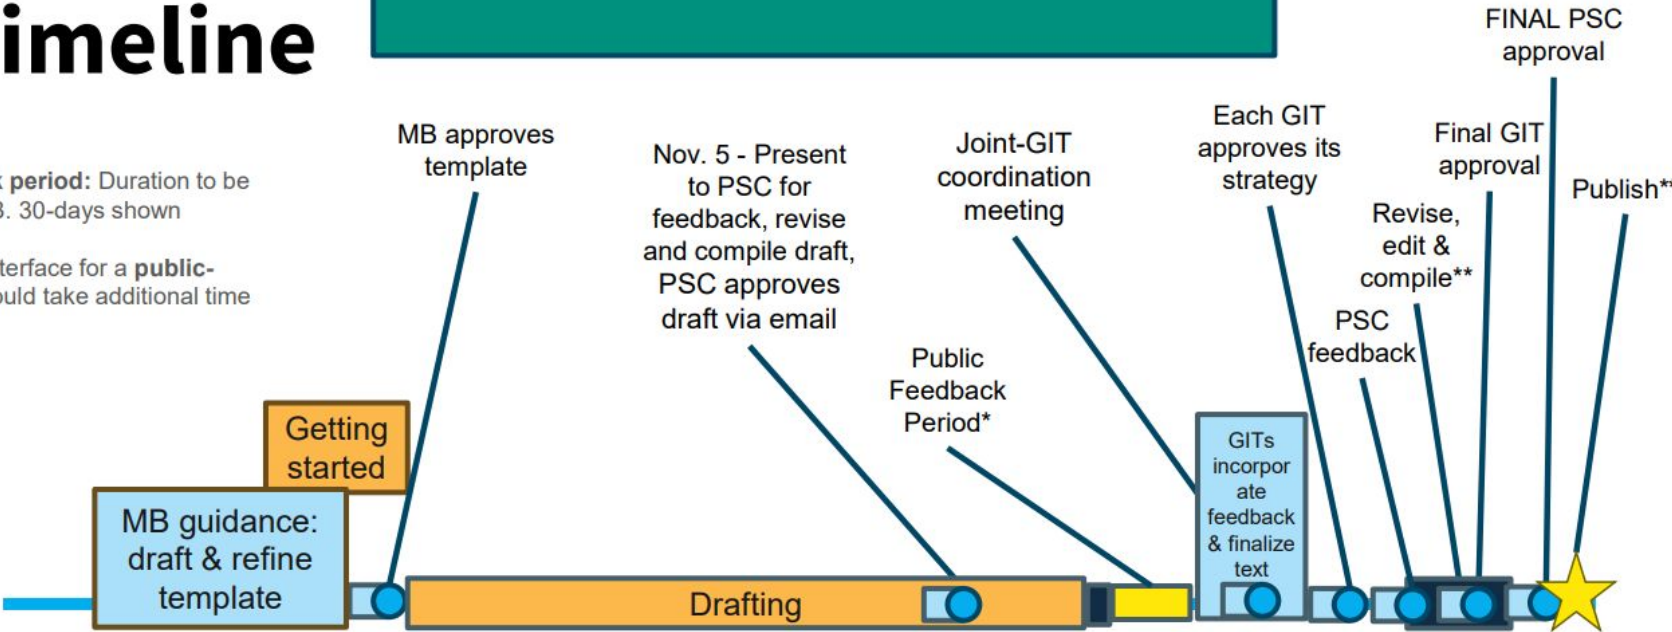 imeline
period: Duration to be
3. 30-days shown
terface for a public-
ould take additional time
MB approves
template
Nov. 5 - Present
to PSC for
feedback, revise
and compile draft,
PSC approves
draft via email
Public
Feedback
Period*
Joint-GIT
coordination
meeting
Each GIT
approves its
strategy
PSC
feedback
Revise,
edit &
compile**
Final GIT
approval
FINAL PSC
approval
Publish**
Getting
started
MB guidance:
draft & refine
template
Drafting
GITs
incorpor
ate
feedback
& finalize
text